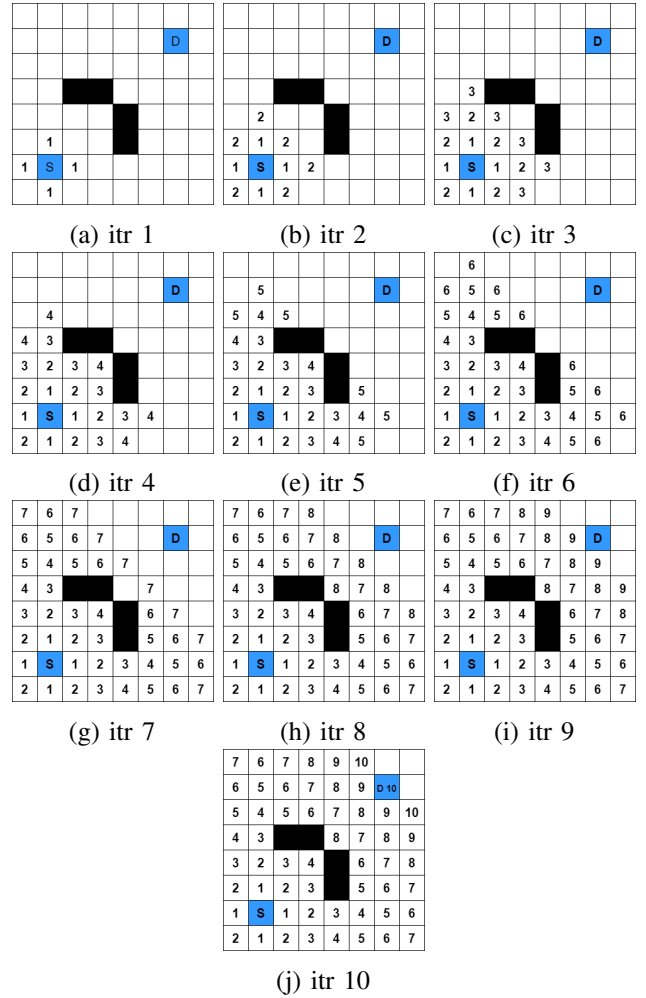 D
1
1 S 1
1
(a) itr 1
D
2
2 1 2
1 S 1 2
2 1 2
(b) itr 2
D
3
3 2 3
2 1 2 3
1 S 1 2 3
2 1 2 3
(c) itr 3
D
4
4 3
3 2 3 4
2 1 2 3
1 S 1 2 3 4
2 1 2 3 4
(d) itr 4
5 D
5 4 5
4 3
3 2 3 4
2 1 2 3 5
1 S 1 2 3 4 5
2 1 2 3 4 5
(e) itr 5
6
6 5 6 D
5 4 5 6
4 3
3 2 3 4 6
2 1 2 3 5 6
1 S 1 2 3 4 5 6
2 1 2 3 4 5 6
(f) itr 6
7 6 7
6 5 6 7 D
5 4 5 6 7
4 3 7
3 2 3 4 6 7
2 1 2 3 5 6 7
1 S 1 2 3 4 5 6
2 1 2 3 4 5 6 7
(g) itr 7
7 6 7 8
6 5 6 7 8 D
5 4 5 6 7 8
4 3 8 7 8
3 2 3 4 6 7 8
2 1 2 3 5 6 7
1 S 1 2 3 4 5 6
2 1 2 3 4 5 6 7
(h) itr 8
7 6 7 8 9
6 5 6 7 8 9 D
5 4 5 6 7 8 9
4 3 8 7 8 9
3 2 3 4 6 7 8
2 1 2 3 5 6 7
1 S 1 2 3 4 5 6
2 1 2 3 4 5 6 7
(i) itr 9
7 6 7 8 9 10
6 5 6 7 8 9 D 10
5 4 5 6 7 8 9 10
4 3 8 7 8 9
3 2 3 4 6 7 8
2 1 2 3 5 6 7
1 S 1 2 3 4 5 6
2 1 2 3 4 5 6 7
(j) itr 10